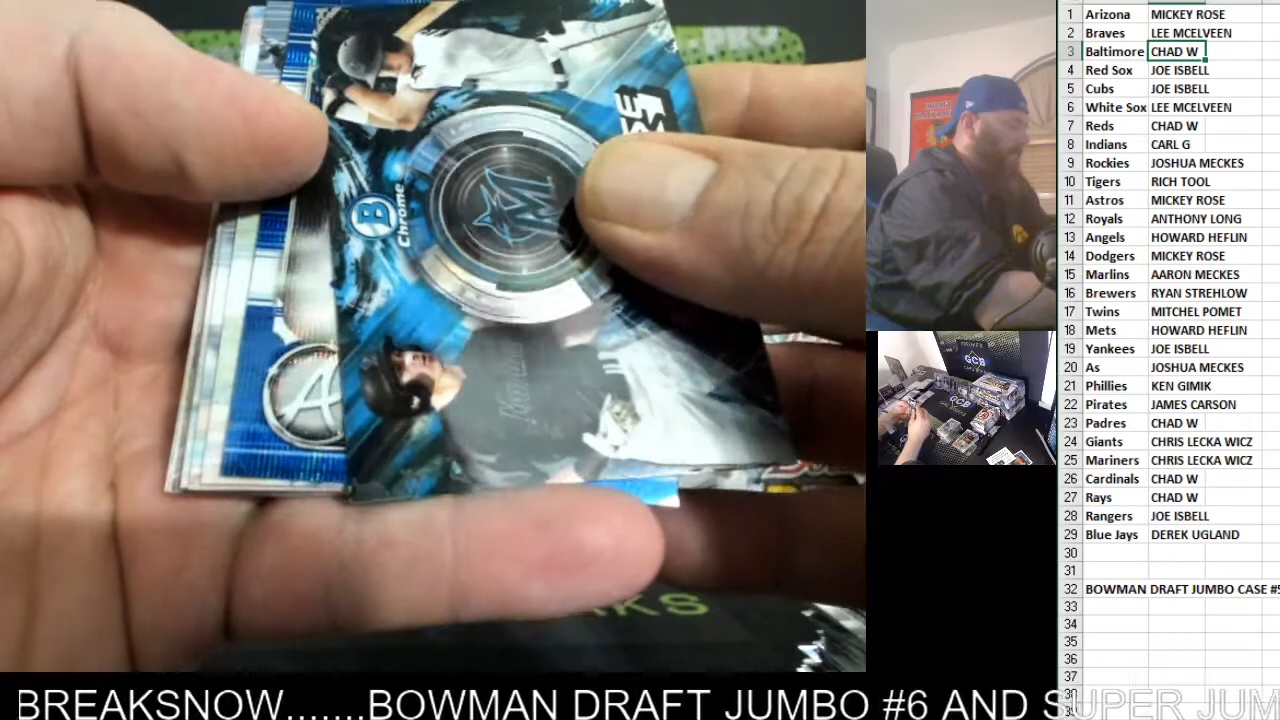 B
Chrome
M
A
GCB
GCB
1 Arizona MICKEY ROSE
2 Braves LEE MCELVEEN
3 Baltimore CHAD W
4 Red Sox JOE ISBELL
5 Cubs JOE ISBELL
6 White Sox LEE MCELVEEN
7 Reds CHAD W
8 Indians CARL G
9 Rockies JOSHUA MECKES
10 Tigers RICH TOOL
11 Astros MICKEY ROSE
12 Royals ANTHONY LONG
13 Angels HOWARD HEFLIN
14 Dodgers MICKEY ROSE
15 Marlins AARON MECKES
16 Brewers RYAN STREHLOW
17 Twins MITCHEL POMET
18 Mets HOWARD HEFLIN
19 Yankees JOE ISBELL
20 As JOSHUA MECKES
21 Phillies KEN GIMIK
22 Pirates JAMES CARSON
23 Padres CHAD W
24 Giants CHRIS LECKA WICZ
25 Mariners CHRIS LECKA WICZ
26 Cardinals CHAD W
27 Rays CHAD W
28 Rangers JOE ISBELL
29 Blue Jays DEREK UGLAND
30
31
32 BOWMAN DRAFT JUMBO CASE #5
33
34
35
36
37
38
BREAKSNOW.......BOWMAN DRAFT JUMBO #6 AND SUPER JUM